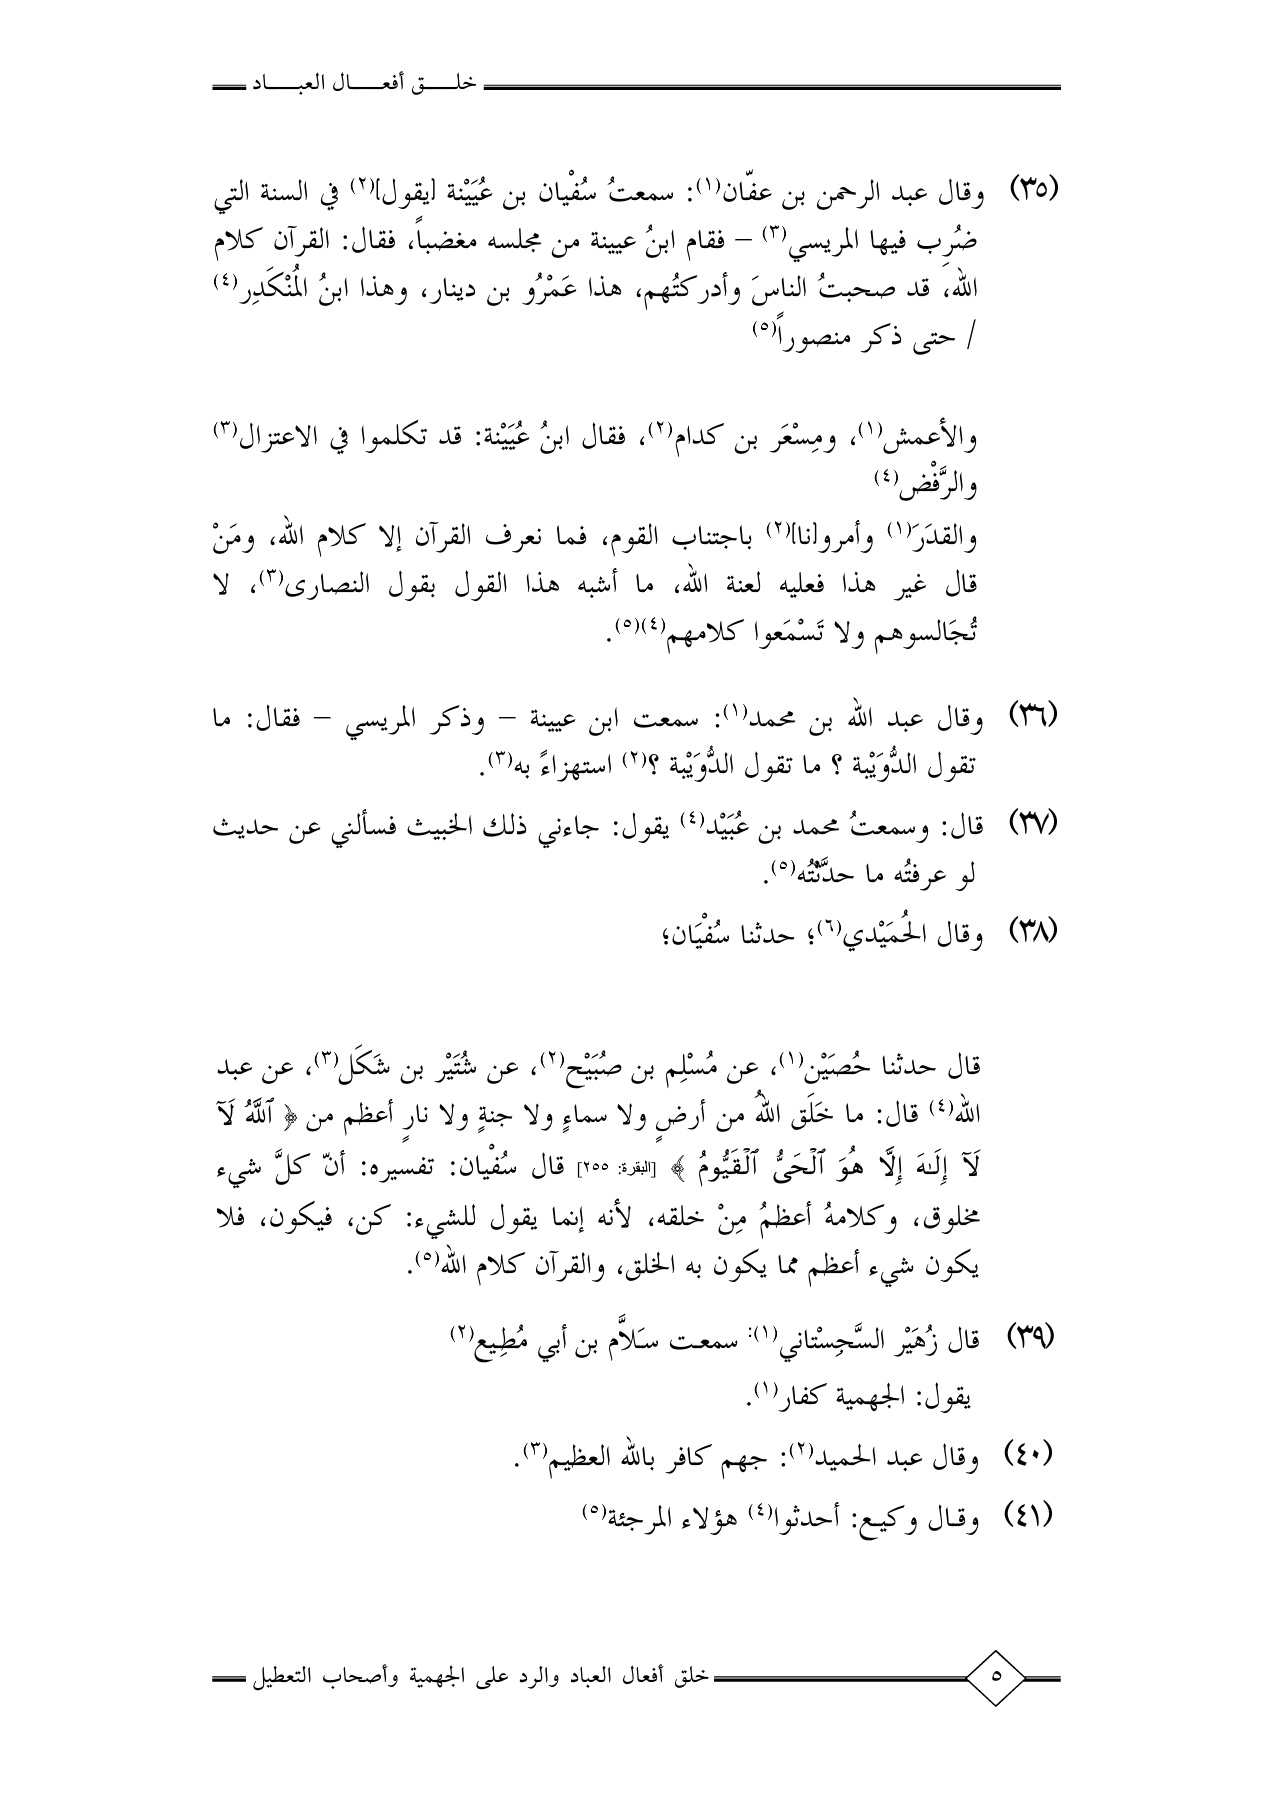 خلـــق أفعـــال العبـــاد
(٣٥) وقال عبد الرحمن بن عفّان(١): سمعتُ سُفْيان بن عُيَيْنة [يقول](٢) في السنة التي
ضُرِب فيها المريسي(٣) – فقام ابنُ عيينة من مجلسه مغضباً، فقال: القرآن كلام
الله، قد صحبتُ الناسَ وأدركتُهم، هذا عَمْرُو بن دينار، وهذا ابنُ المُنْكَدِر(٤)
/ حتى ذكر منصوراً(٥)
والأعمش(١)، ومِسْعَر بن كدام(٢)، فقال ابنُ عُيَيْنة: قد تكلموا في الاعتزال(٣)
والرَّفْض(٤)
والقدَرَ(١) وأمرو[نا](٢) باجتناب القوم، فما نعرف القرآن إلا كلام الله، ومَنْ
قال غير هذا فعليه لعنة الله، ما أشبه هذا القول بقول النصارى(٣)، لا
تُجَالسوهم ولا تَسْمَعوا كلامهم(٤)(٥).
(٣٦) وقال عبد الله بن محمد(١): سمعت ابن عيينة – وذكر المريسي – فقال: ما
تقول الدُّوَيْبة ؟ ما تقول الدُّوَيْبة ؟(٢) استهزاءً به(٣).
(٣٧) قال: وسمعتُ محمد بن عُبَيْد(٤) يقول: جاءني ذلك الخبيث فسألني عن حديث
لو عرفتُه ما حدَّثْتُه(٥).
(٣٨) وقال الحُمَيْدي(٦)؛ حدثنا سُفْيَان؛
قال حدثنا حُصَيْن(١)، عن مُسْلِم بن صُبَيْح(٢)، عن شُتَيْر بن شَكَل(٣)، عن عبد
الله(٤) قال: ما خَلَق اللهُ من أرضٍ ولا سماءٍ ولا جنةٍ ولا نارٍ أعظم من ﴿ ٱللَّهُ لَآ
لَآ إِلَـٰهَ إِلَّا هُوَ ٱلْحَىُّ ٱلْقَيُّومُ ﴾ [البقرة: ٢٥٥] قال سُفْيان: تفسيره: أنّ كلَّ شيء
مخلوق، وكلامهُ أعظمُ مِنْ خلقه، لأنه إنما يقول للشيء: كن، فيكون، فلا
يكون شيء أعظم مما يكون به الخلق، والقرآن كلام الله(٥).
(٣٩) قال زُهَيْر السَّجِسْتاني(١): سمعت سَلاَّم بن أبي مُطِيع(٢)
يقول: الجهمية كفار(١).
(٤٠) وقال عبد الحميد(٢): جهم كافر بالله العظيم(٣).
(٤١) وقال وكيع: أحدثوا(٤) هؤلاء المرجئة(٥)
٥ خلق أفعال العباد والرد على الجهمية وأصحاب التعطيل